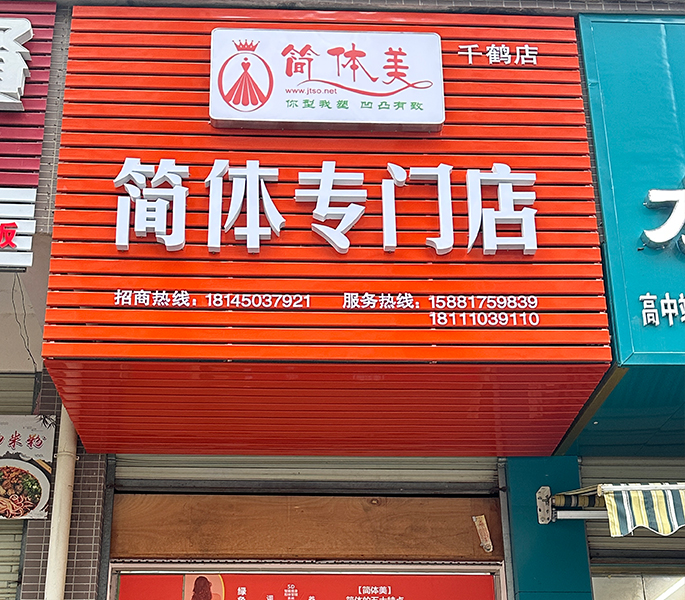 简体美
www.jtso.net
你型我塑 凹凸有致
千鹤店
简体专门店
招商热线：18145037921 服务热线：15881759839
18111039110
高中
米粉
【简体美】